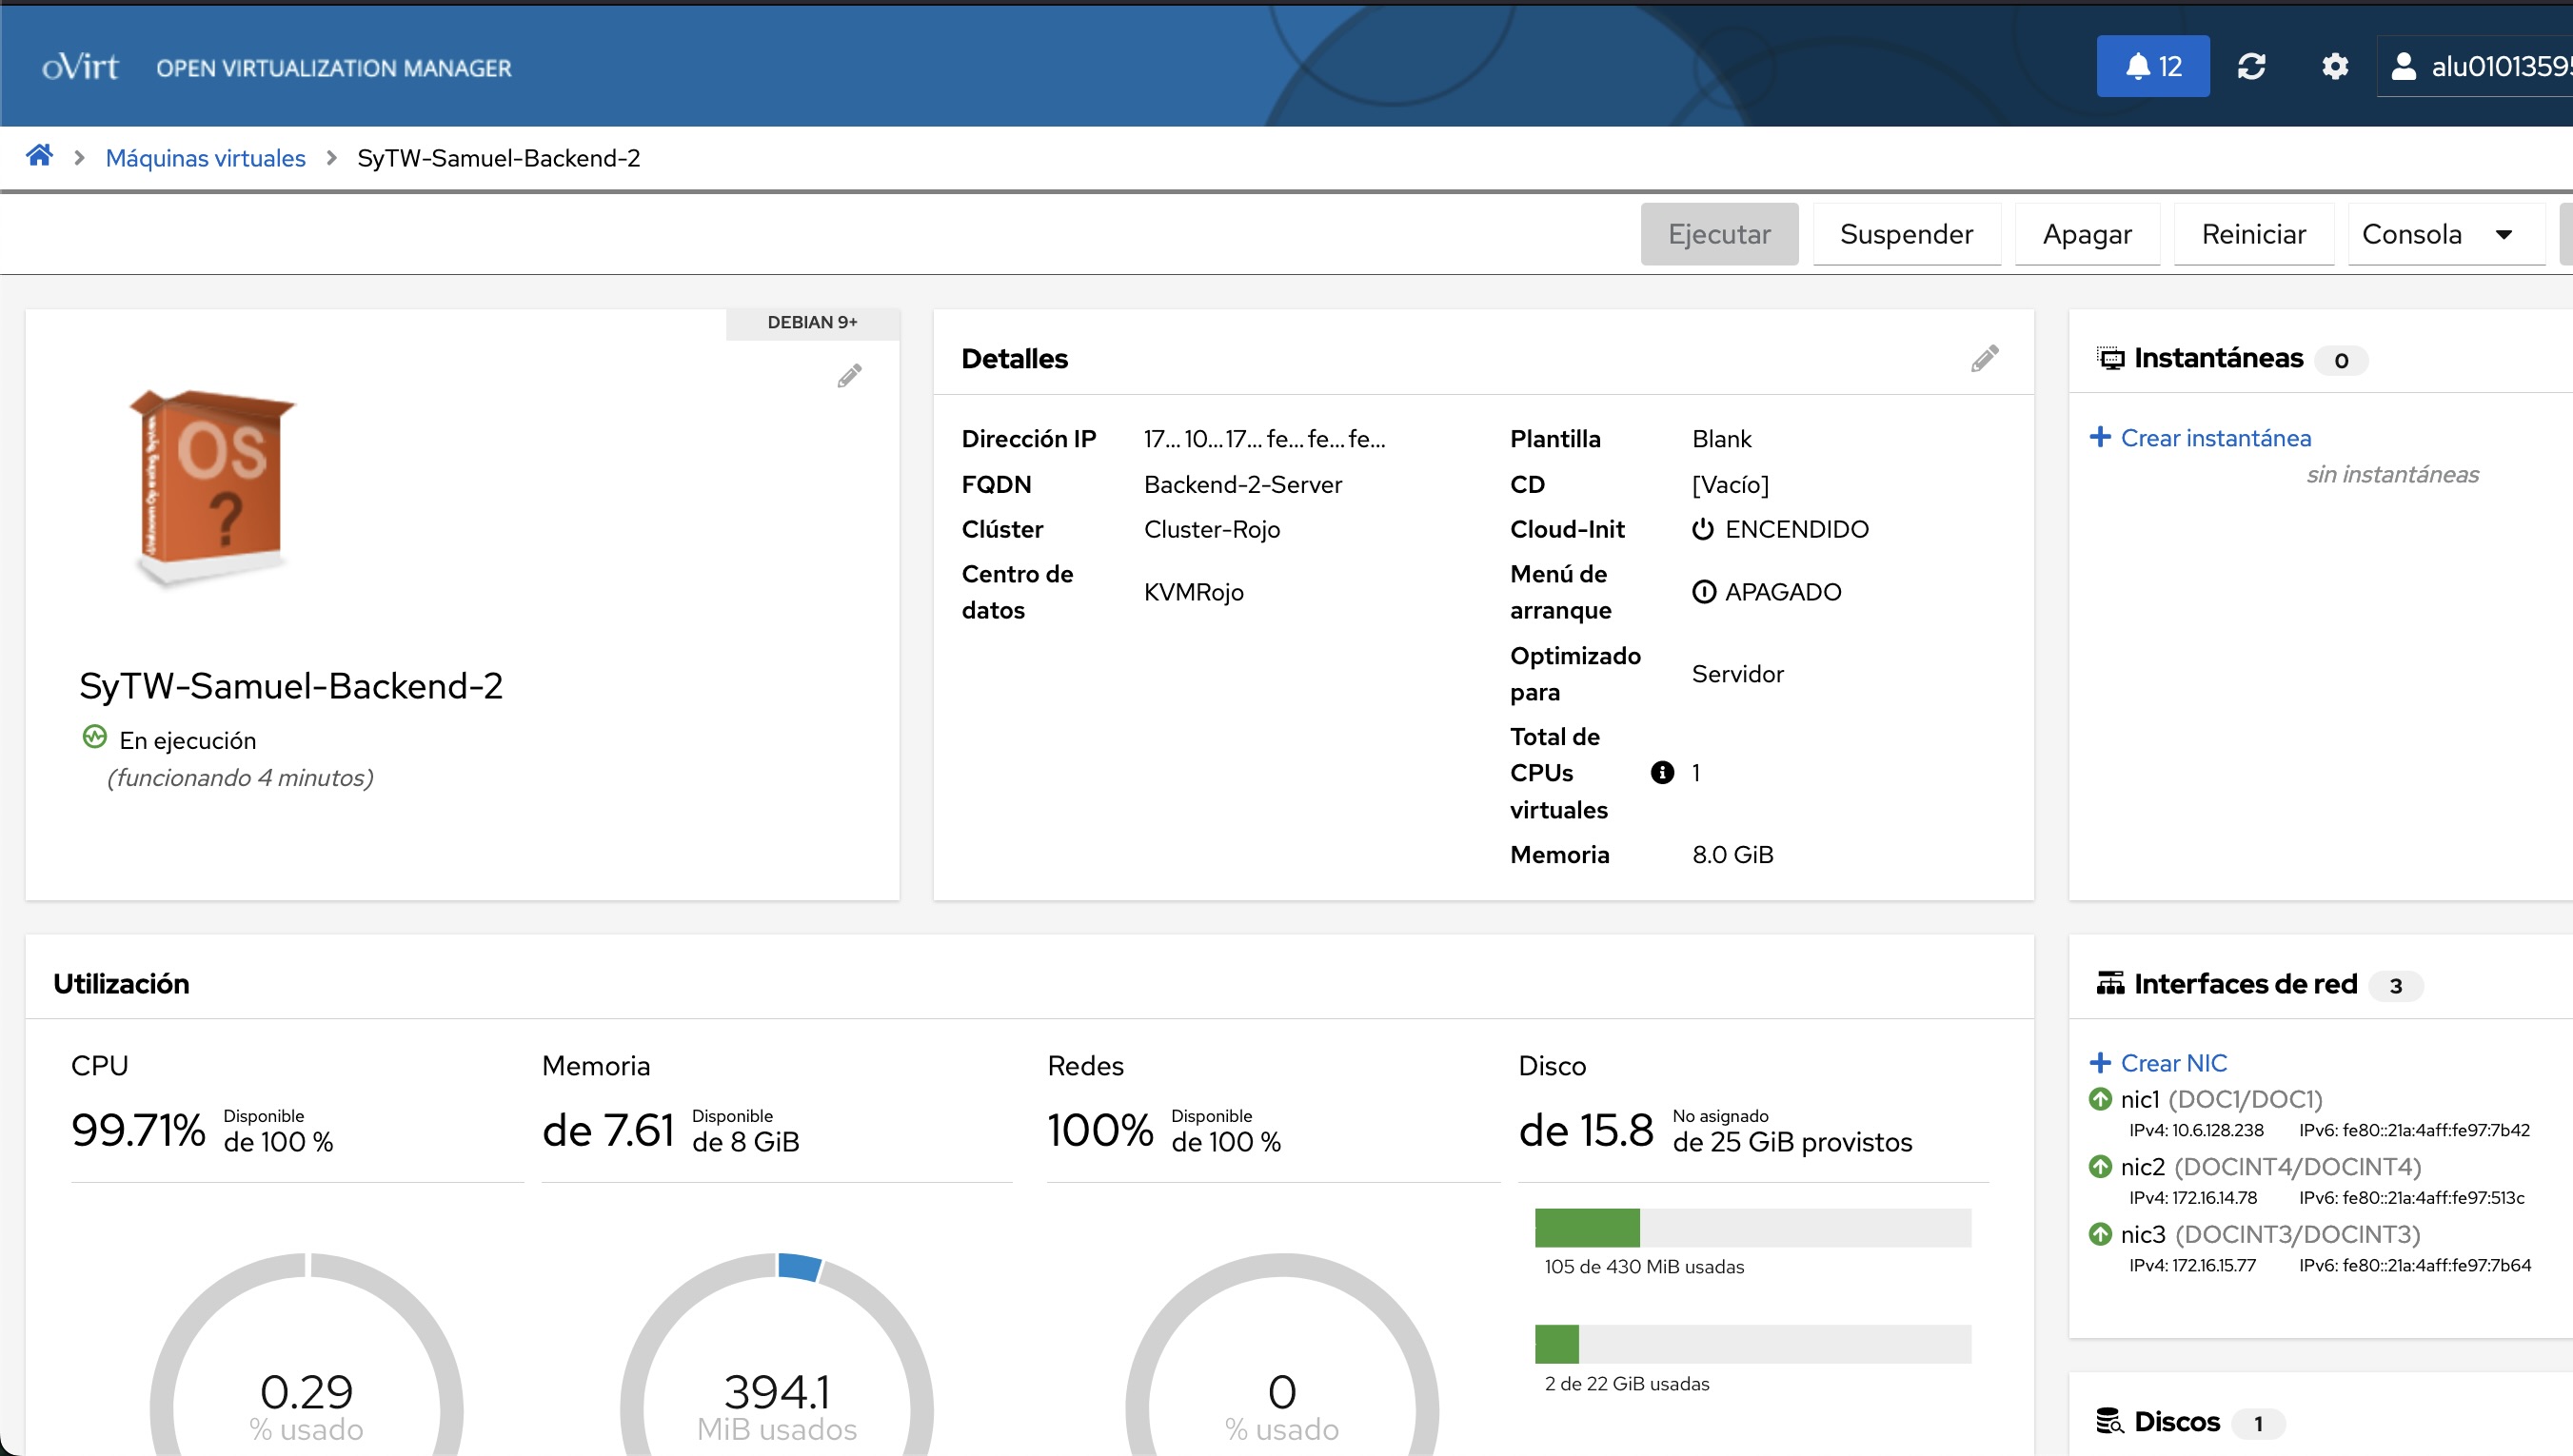 oVirt OPEN VIRTUALIZATION MANAGER
12
alu01013595
Máquinas virtuales > SyTW-Samuel-Backend-2
Ejecutar
Suspender
Apagar
Reiniciar
Consola
DEBIAN 9+
OS
?
SyTW-Samuel-Backend-2
En ejecución
(funcionando 4 minutos)
Detalles
Dirección IP 17... 10... 17... fe... fe... fe...
FQDN Backend-2-Server
Clúster Cluster-Rojo
Centro de
datos
KVMRojo
Plantilla Blank
CD [Vacío]
Cloud-Init ENCENDIDO
Menú de
arranque
APAGADO
Optimizado
para
Servidor
Total de
CPUs
virtuales
1
Memoria 8.0 GiB
Instantáneas 0
+ Crear instantánea
sin instantáneas
Utilización
CPU
99.71% Disponible
de 100 %
0.29
% usado
Memoria
de 7.61 Disponible
de 8 GiB
394.1
MiB usados
Redes
100% Disponible
de 100 %
0
% usado
Disco
de 15.8 No asignado
de 25 GiB provistos
105 de 430 MiB usadas
2 de 22 GiB usadas
Interfaces de red 3
+ Crear NIC
nic1 (DOC1/DOC1)
IPv4: 10.6.128.238 IPv6: fe80::21a:4aff:fe97:7b42
nic2 (DOCINT4/DOCINT4)
IPv4: 172.16.14.78 IPv6: fe80::21a:4aff:fe97:513c
nic3 (DOCINT3/DOCINT3)
IPv4: 172.16.15.77 IPv6: fe80::21a:4aff:fe97:7b64
Discos 1